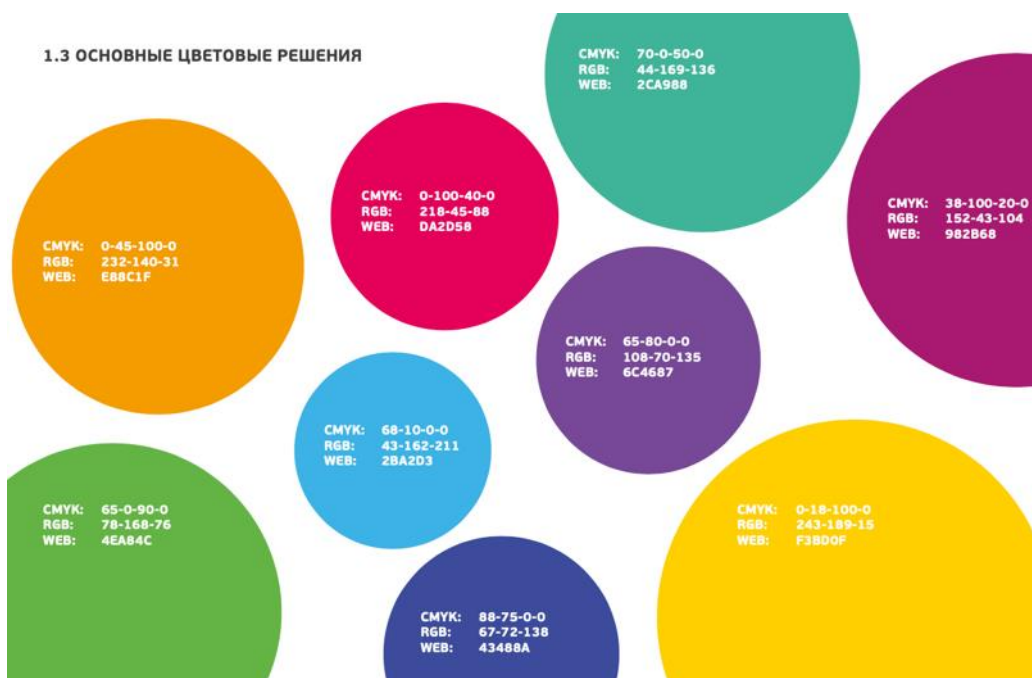 1.3 ОСНОВНЫЕ ЦВЕТОВЫЕ РЕШЕНИЯ
CMYK: 70-0-50-0
RGB: 44-169-136
WEB: 2CA988
CMYK: 0-100-40-0
RGB: 218-45-88
WEB: DA2D58
CMYK: 38-100-20-0
RGB: 152-43-104
WEB: 982B68
CMYK: 0-45-100-0
RGB: 232-140-31
WEB: E88C1F
CMYK: 65-80-0-0
RGB: 108-70-135
WEB: 6C4687
CMYK: 68-10-0-0
RGB: 43-162-211
WEB: 2BA2D3
CMYK: 65-0-90-0
RGB: 78-168-76
WEB: 4EA84C
CMYK: 0-18-100-0
RGB: 243-189-15
WEB: F3BD0F
CMYK: 88-75-0-0
RGB: 67-72-138
WEB: 43488A